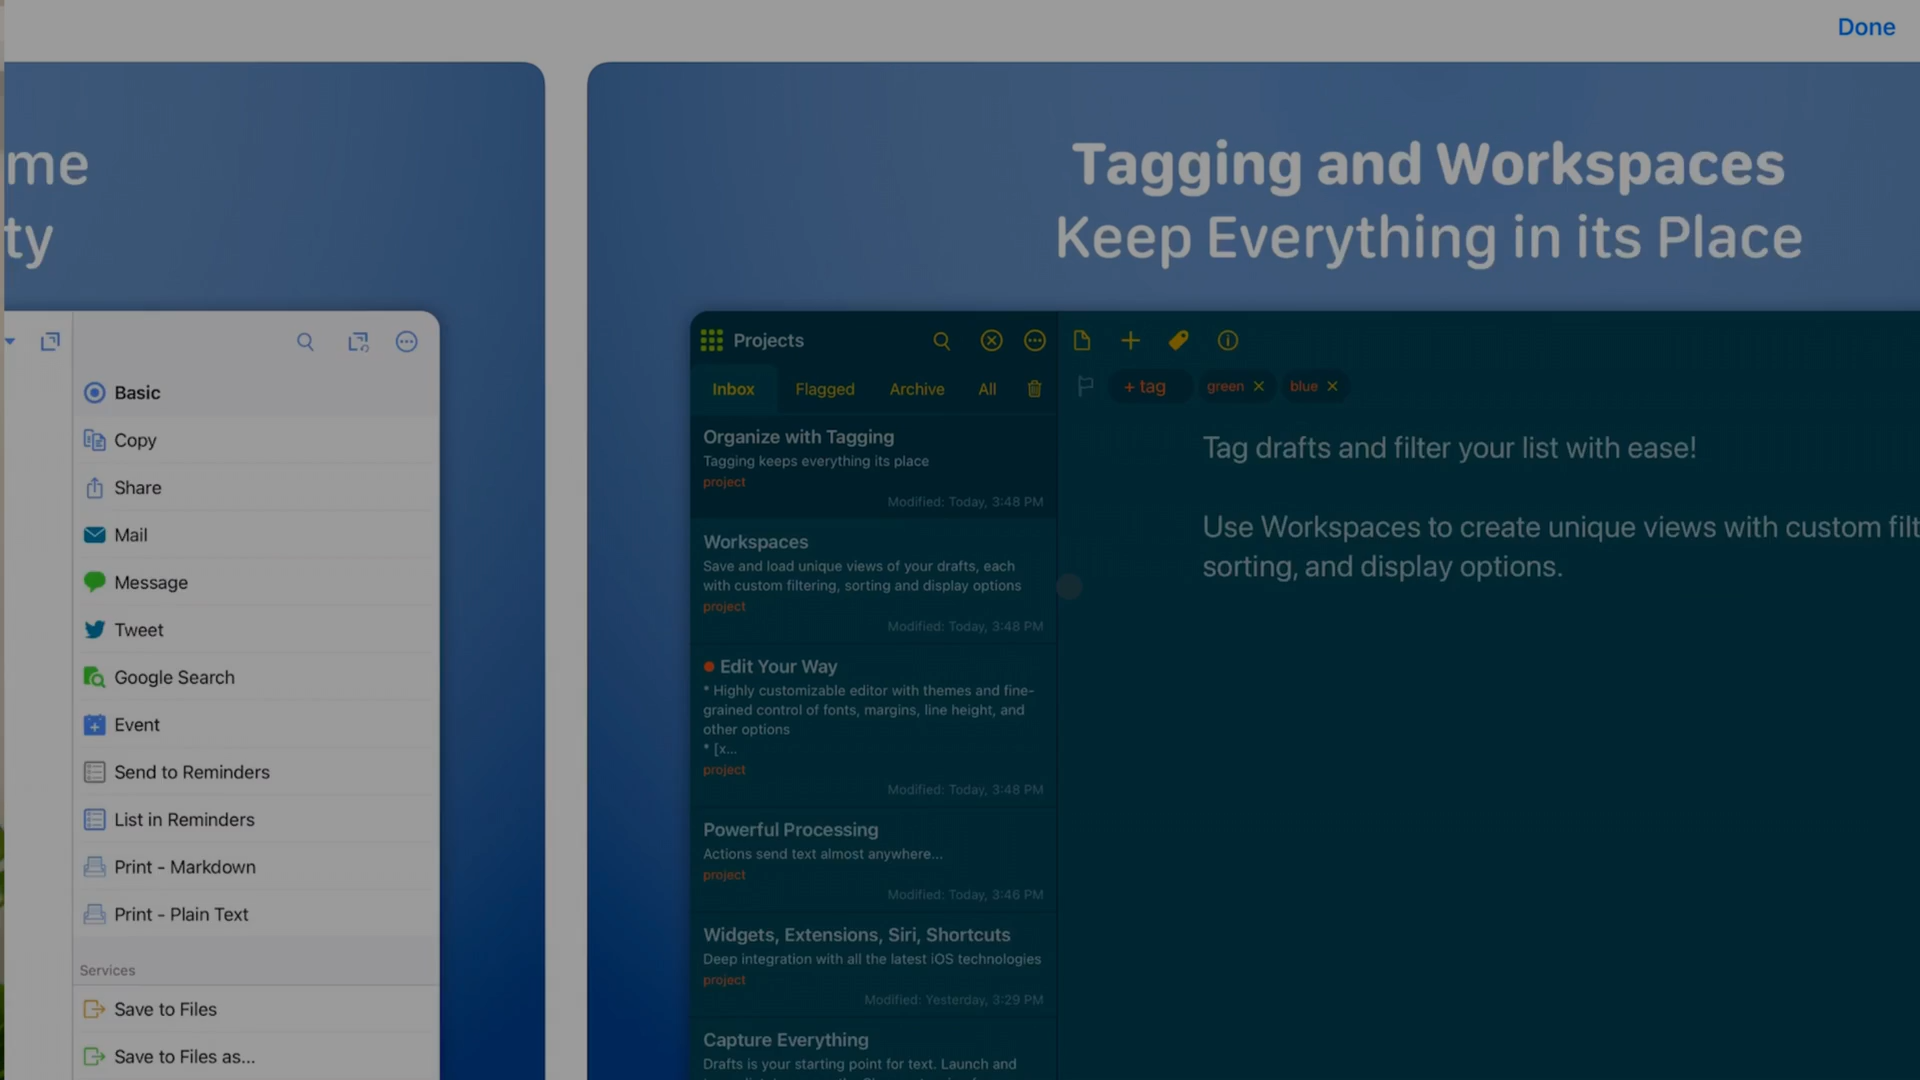 Done
me
ty
Basic
Copy
Share
Mail
Message
Tweet
Google Search
Event
Send to Reminders
List in Reminders
Print - Markdown
Print - Plain Text
Services
Save to Files
Save to Files as...
Tagging and Workspaces
Keep Everything in its Place
Projects
Inbox Flagged Archive All
Organize with Tagging
Tagging keeps everything its place
project
Modified: Today, 3:48 PM
Workspaces
Save and load unique views of your drafts, each
with custom filtering, sorting and display options
project
Modified: Today, 3:48 PM
Edit Your Way
* Highly customizable editor with themes and fine-
grained control of fonts, margins, line height, and
other options
* [x...
project
Modified: Today, 3:48 PM
Powerful Processing
Actions send text almost anywhere...
project
Modified: Today, 3:46 PM
Widgets, Extensions, Siri, Shortcuts
Deep integration with all the latest iOS technologies
project
Modified: Yesterday, 3:29 PM
Capture Everything
Drafts is your starting point for text. Launch and
+ tag green blue
Tag drafts and filter your list with ease!
Use Workspaces to create unique views with custom filt
sorting, and display options.